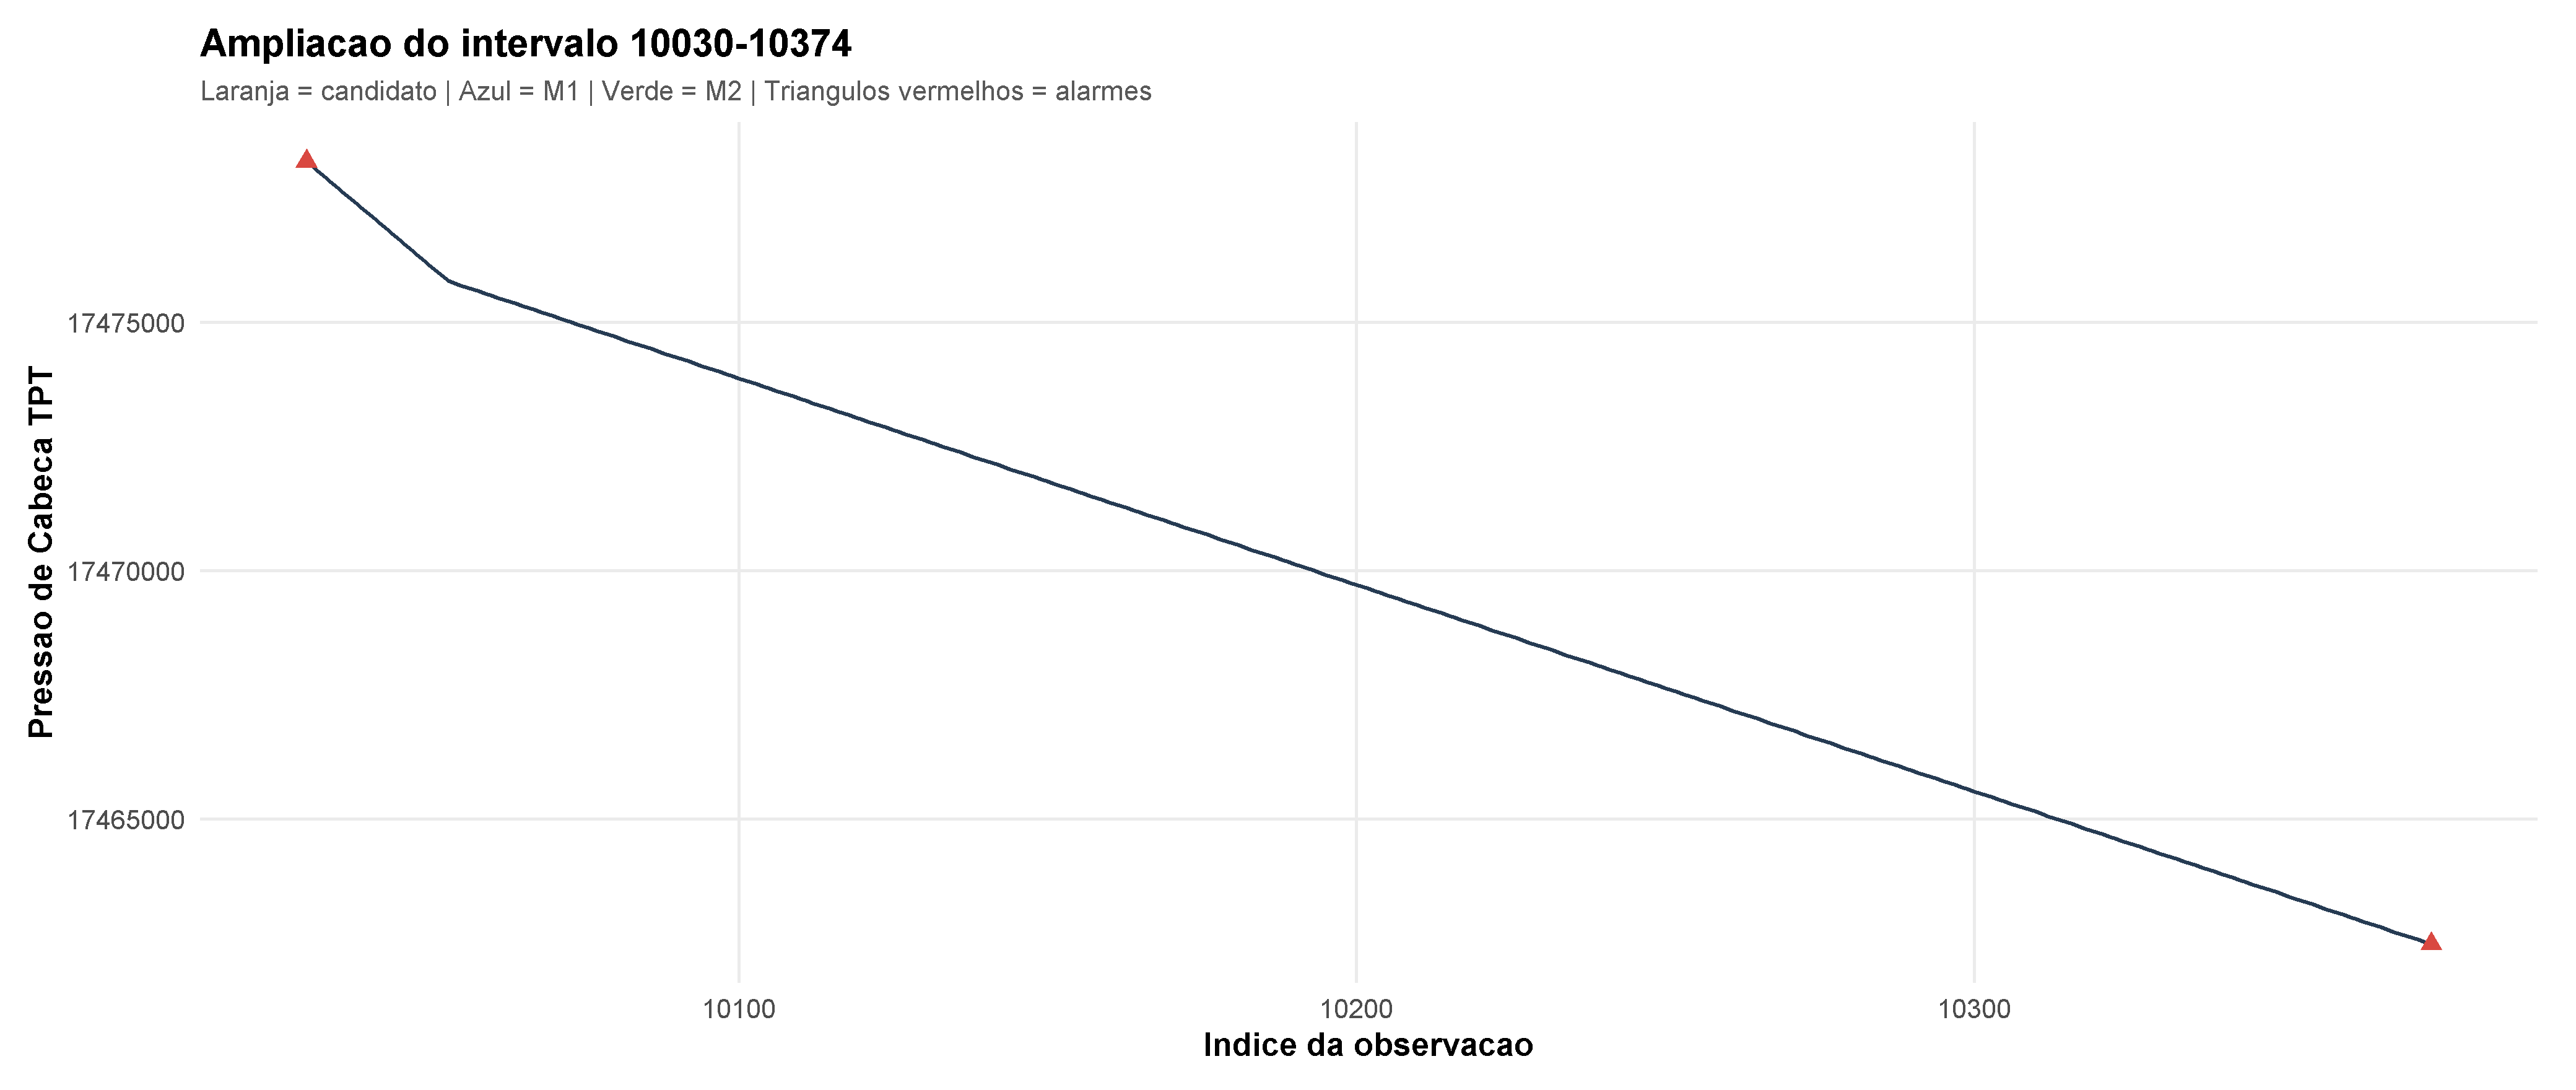 Ampliacao do intervalo 10030-10374
Laranja = candidato | Azul = M1 | Verde = M2 | Triangulos vermelhos = alarmes
Pressao de Cabeca TPT
17475000
17470000
17465000
10100
10200
10300
Indice da observacao